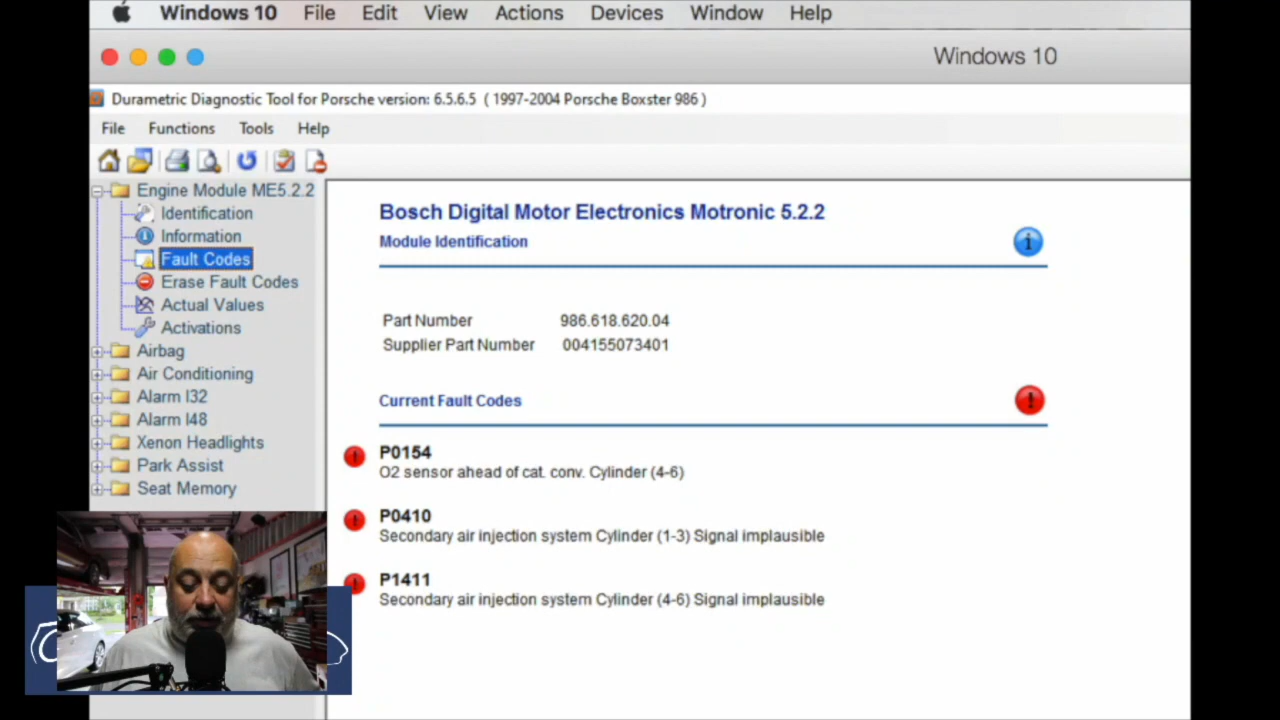 Windows 10 File Edit View Actions Devices Window Help
Windows 10
Durametric Diagnostic Tool for Porsche version: 6.5.6.5 ( 1997-2004 Porsche Boxster 986 )
File Functions Tools Help
Engine Module ME5.2.2
Identification
Information
Fault Codes
Erase Fault Codes
Actual Values
Activations
Airbag
Air Conditioning
Alarm I32
Alarm I48
Xenon Headlights
Park Assist
Seat Memory
Bosch Digital Motor Electronics Motronic 5.2.2
Module Identification
Part Number 986.618.620.04
Supplier Part Number 004155073401
Current Fault Codes
P0154
O2 sensor ahead of cat. conv. Cylinder (4-6)
P0410
Secondary air injection system Cylinder (1-3) Signal implausible
P1411
Secondary air injection system Cylinder (4-6) Signal implausible